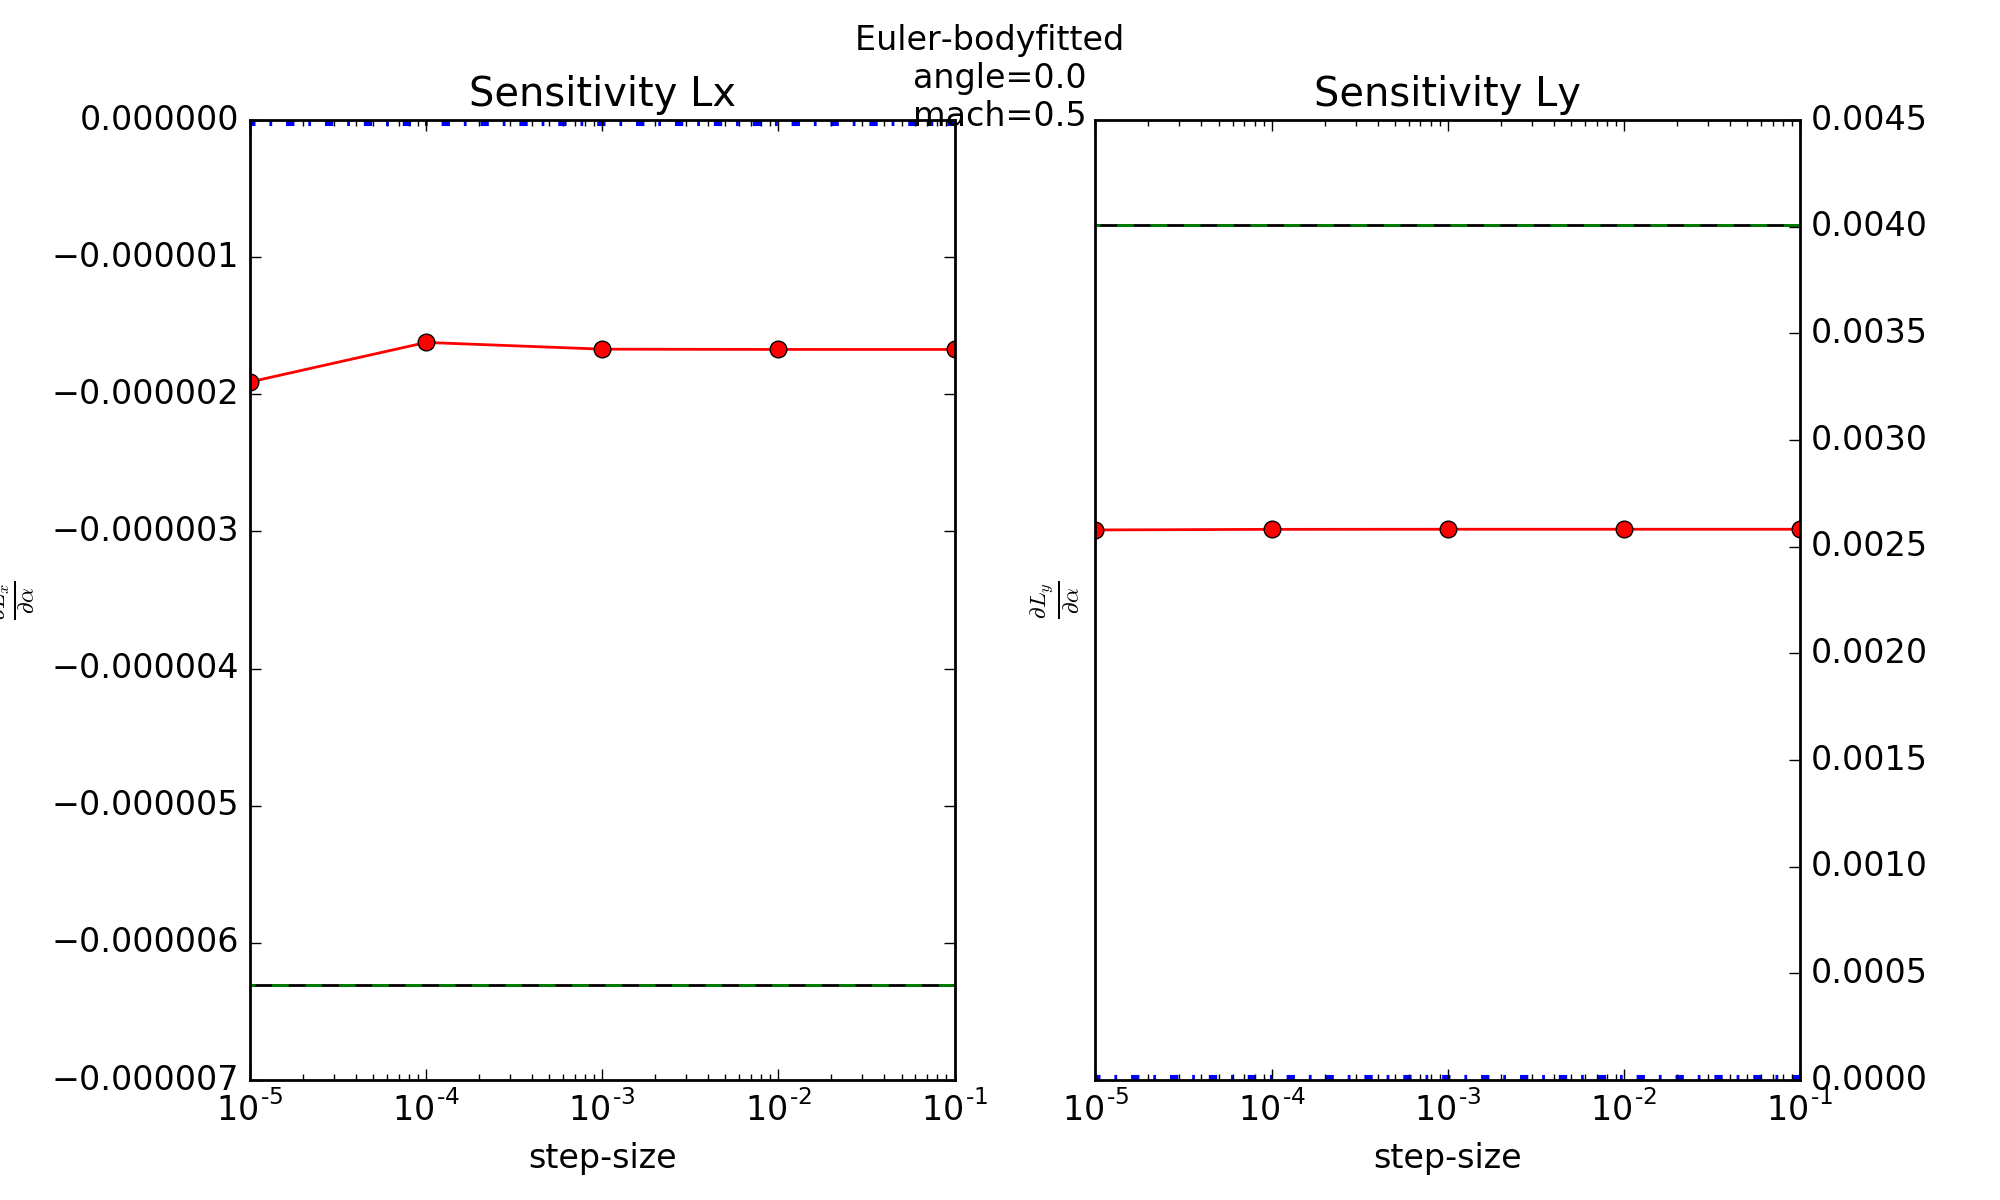 Euler-bodyfitted
angle=0.0
mach=0.5
Sensitivity Lx
0.000000
−0.000001
−0.000002
−0.000003
−0.000004
−0.000005
−0.000006
−0.000007
10^-5 10^-4 10^-3 10^-2 10^-1
step-size
∂α
Sensitivity Ly
∂L_y
∂α
0.0045
0.0040
0.0035
0.0030
0.0025
0.0020
0.0015
0.0010
0.0005
0.0000
10^-5 10^-4 10^-3 10^-2 10^-1
step-size